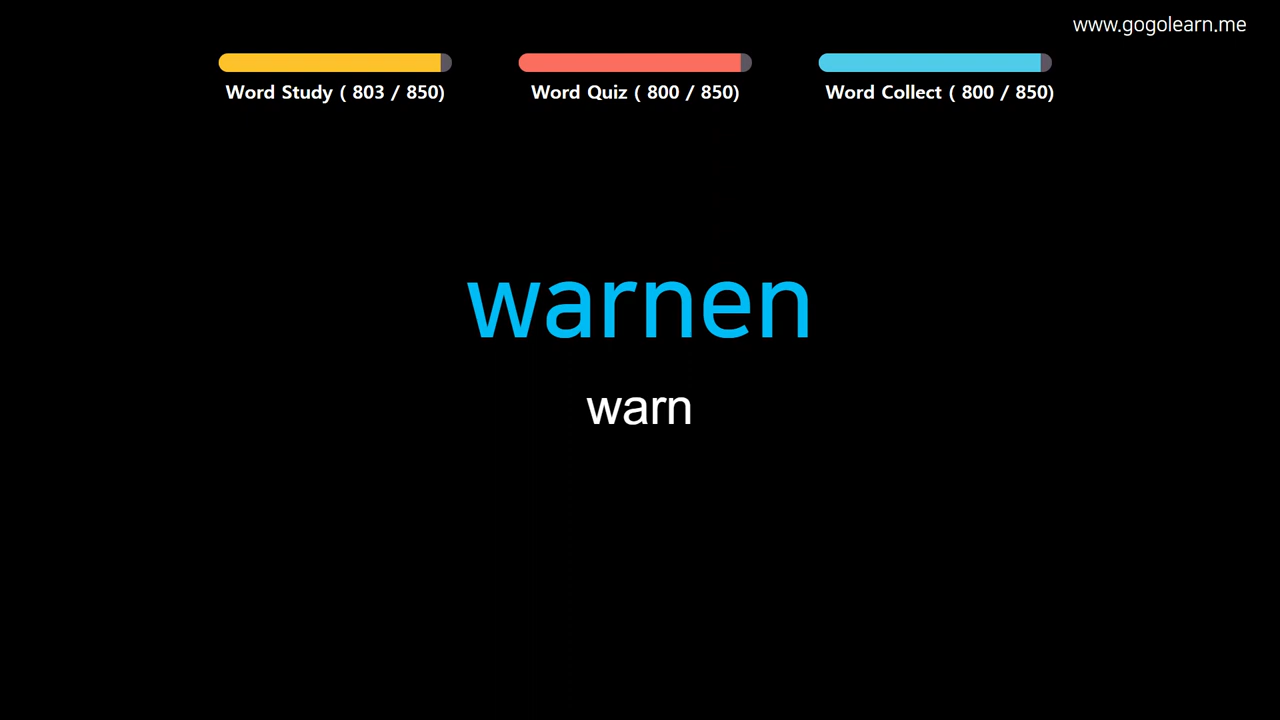 www.gogolearn.me
Word Study ( 803 / 850)
Word Quiz ( 800 / 850)
Word Collect ( 800 / 850)
warnen
warn